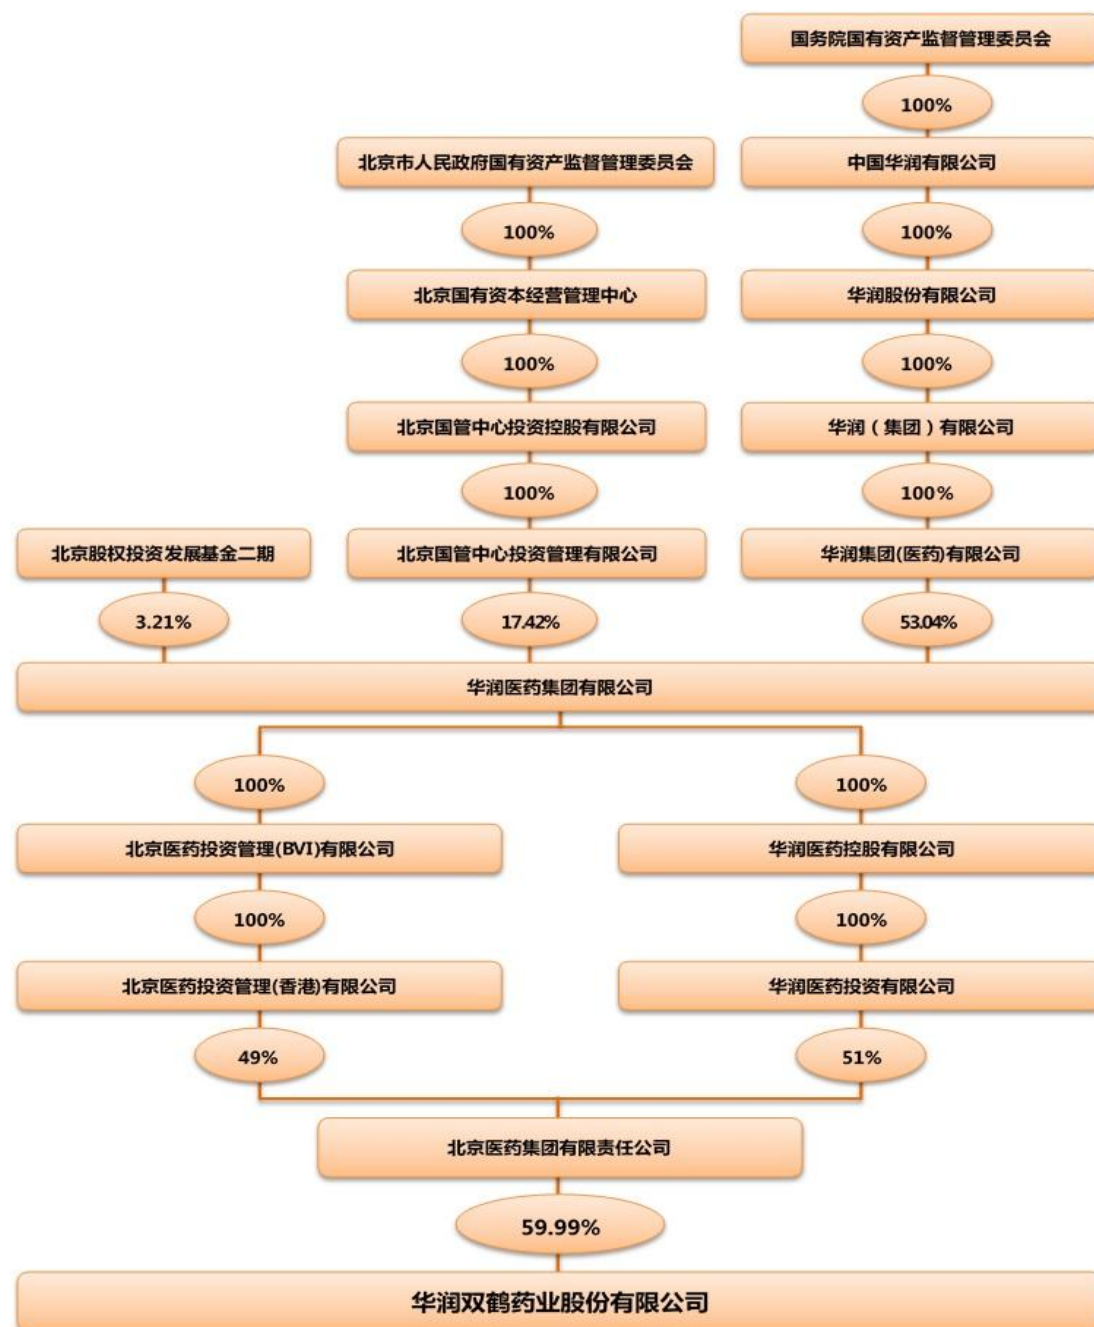 国务院国有资产监督管理委员会
100%
北京市人民政府国有资产监督管理委员会
中国华润有限公司
100%
100%
北京国有资本经营管理中心
华润股份有限公司
100%
100%
北京国管中心投资控股有限公司
华润（集团）有限公司
100%
100%
北京股权投资发展基金二期
北京国管中心投资管理有限公司
华润集团(医药)有限公司
3.21%
17.42%
53.04%
华润医药集团有限公司
100%
100%
北京医药投资管理(BVI)有限公司
华润医药控股有限公司
100%
100%
北京医药投资管理(香港)有限公司
华润医药投资有限公司
49%
51%
北京医药集团有限责任公司
59.99%
华润双鹤药业股份有限公司